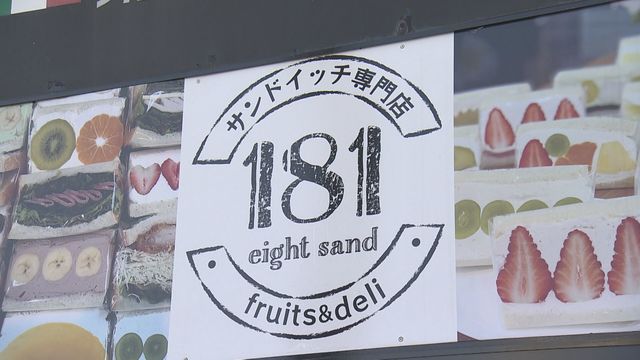 サンドイッチ専門店
181
eight sand
fruits&deli